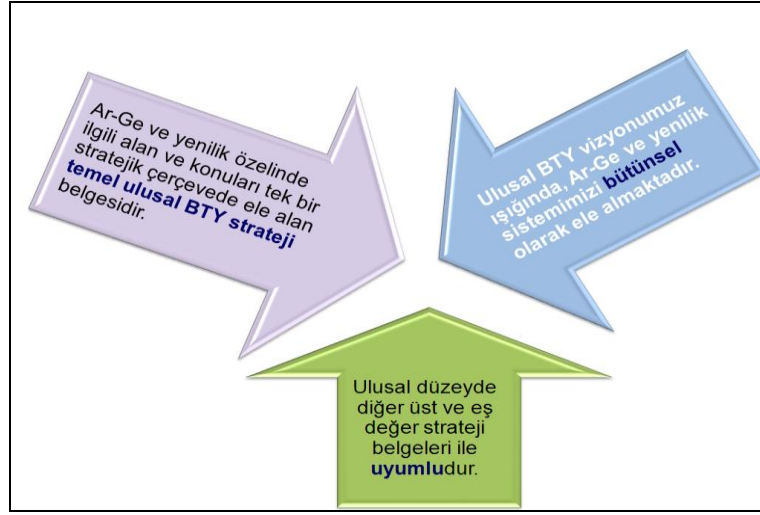 Ar-Ge ve yenilik özelinde
ilgili alan ve konuları tek bir
stratejik çerçevede ele alan
temel ulusal BTY strateji
belgesidir.
Ulusal BTY vizyonumuz
ışığında, Ar-Ge ve yenilik
sistemimizi bütünsel
olarak ele almaktadır.
Ulusal düzeyde
diğer üst ve eş
değer strateji
belgeleri ile
uyumludur.